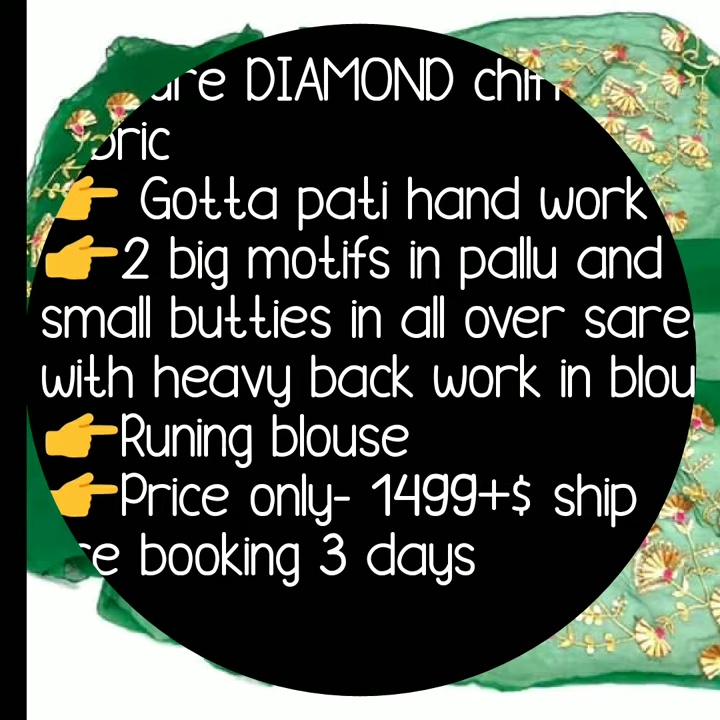 DIAMOND
👉 Gotta pati hand work
👉2 big motifs in pallu and
small butties in all over
with heavy back work in
👉Runing blouse
👉Price only- 1499+$ ship
booking 3 days